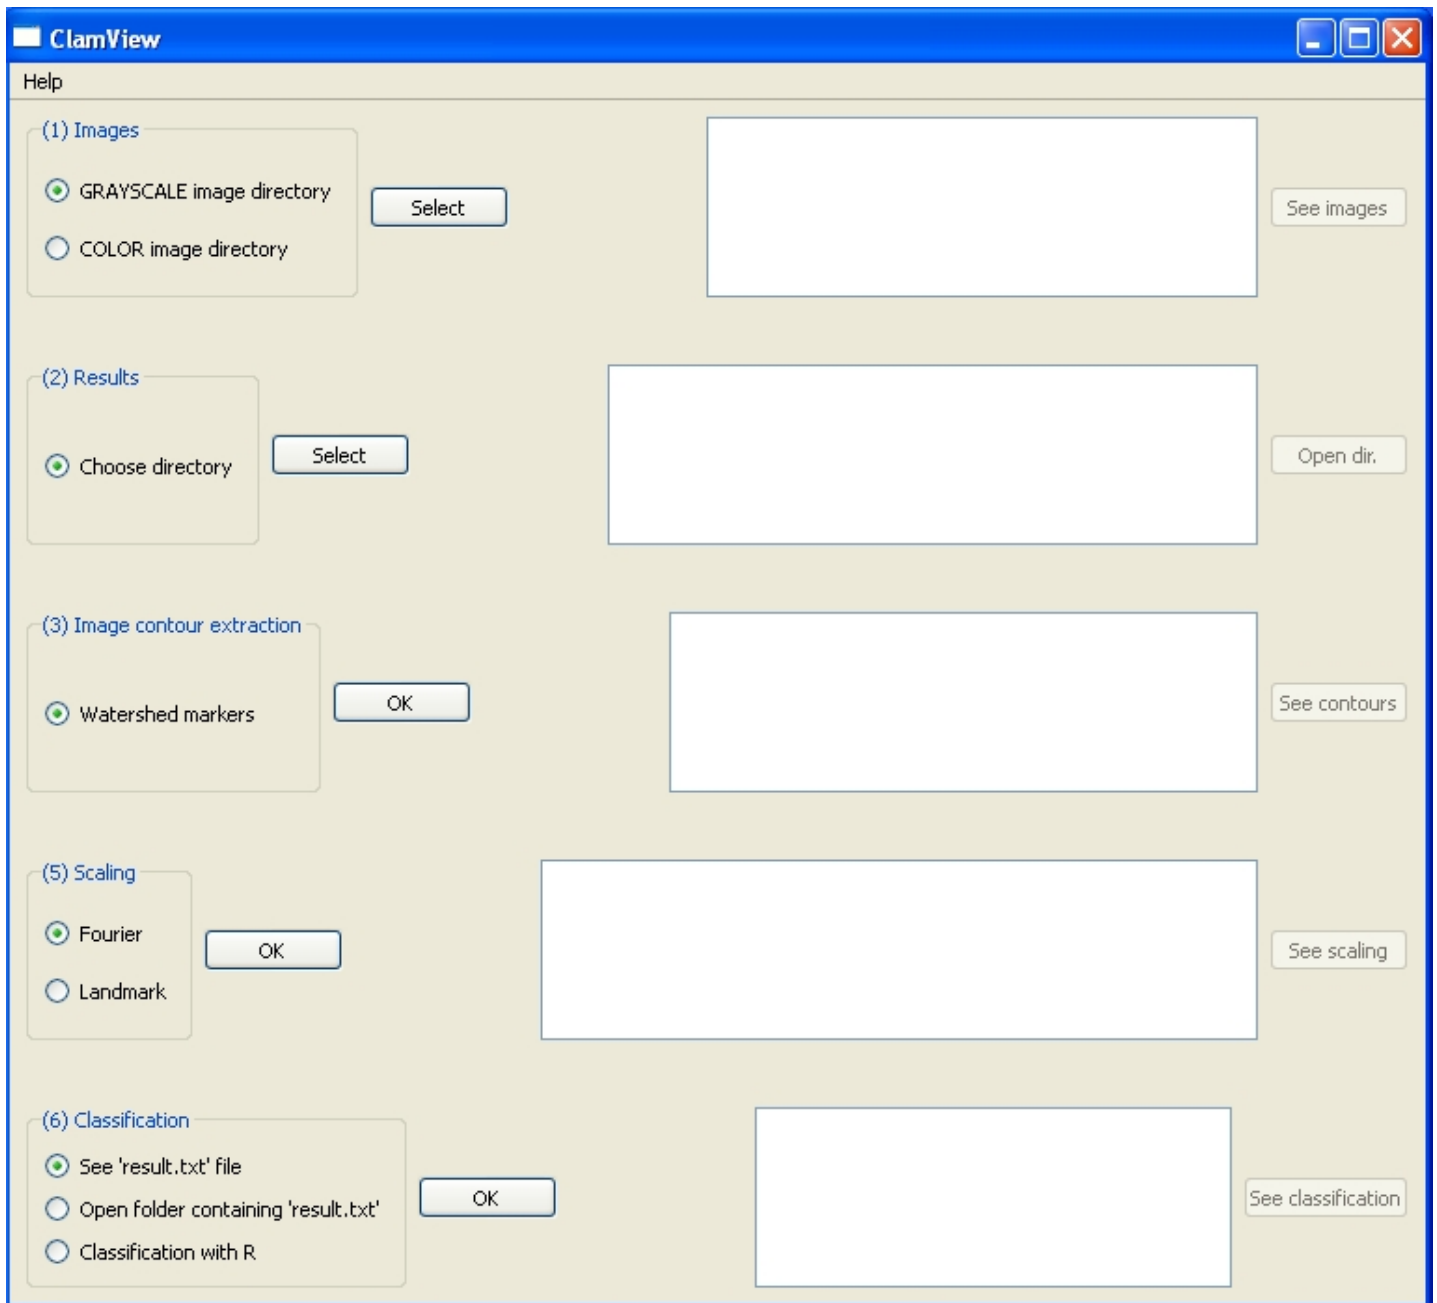 ClamView
Help
(1) Images
GRAYSCALE image directory
Select
See images
COLOR image directory
(2) Results
Choose directory
Select
Open dir.
(3) Image contour extraction
Watershed markers
OK
See contours
(5) Scaling
Fourier
OK
See scaling
Landmark
(6) Classification
See 'result.txt' file
Open folder containing 'result.txt'
OK
See classification
Classification with R